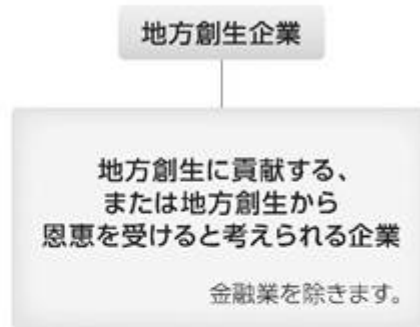 地方創生企業
地方創生に貢献する、
または地方創生から
恩恵を受けると考えられる企業
金融業を除きます。